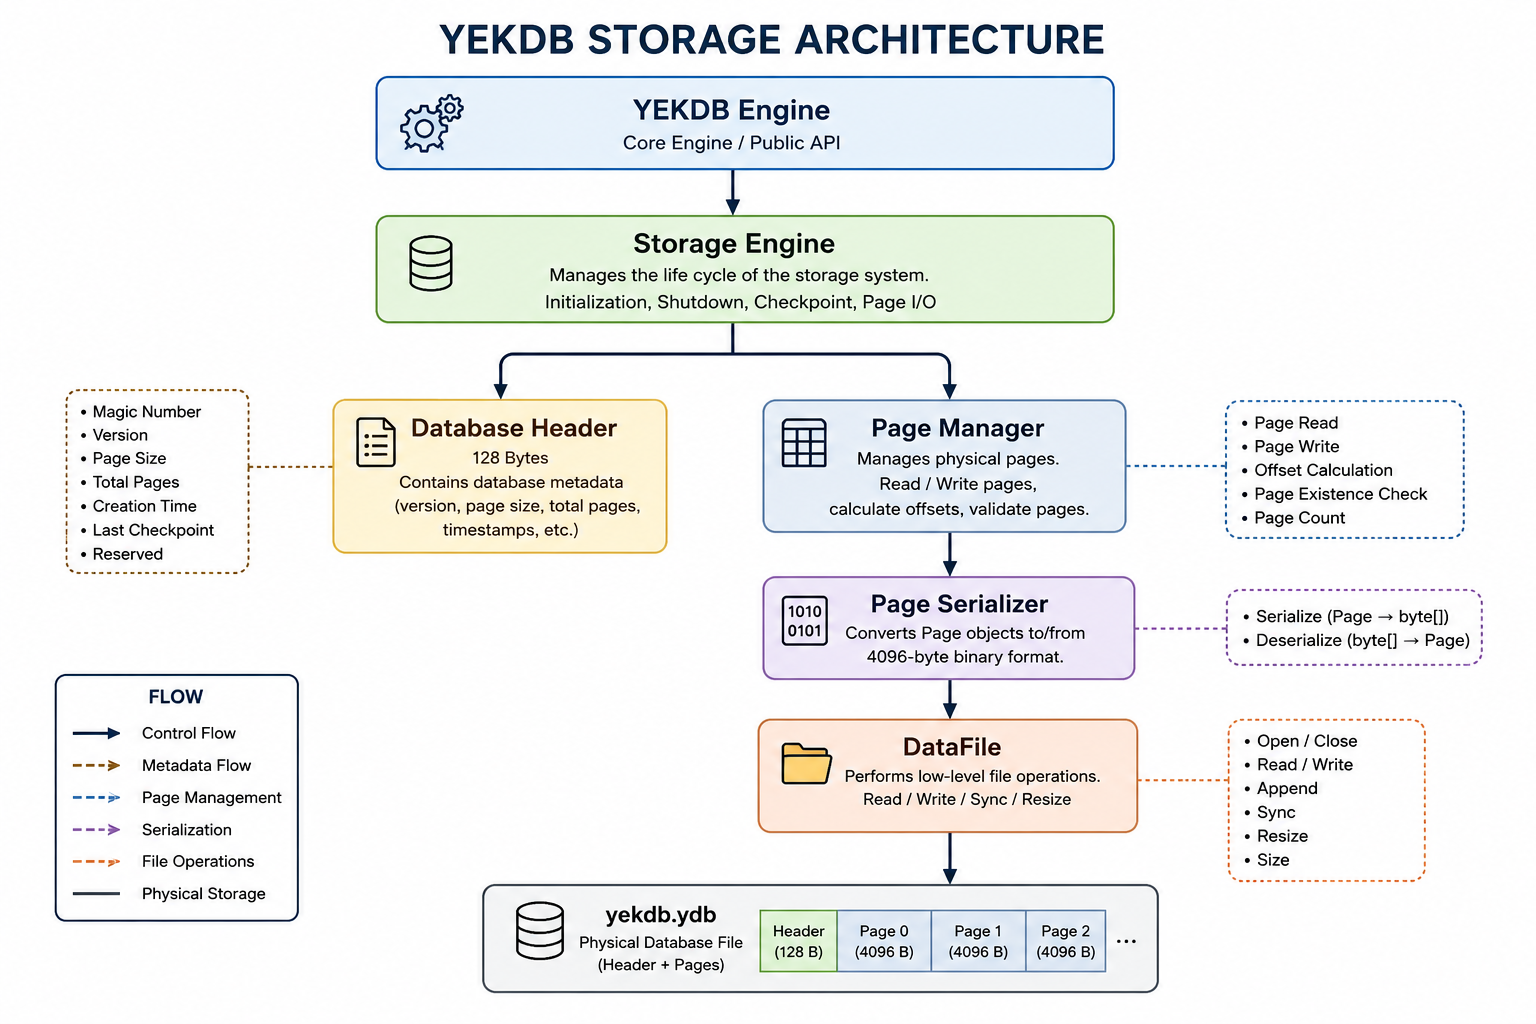 YEKDB STORAGE ARCHITECTURE
YEKDB Engine
Core Engine / Public API
Storage Engine
Manages the life cycle of the storage system.
Initialization, Shutdown, Checkpoint, Page I/O
• Magic Number
• Version
• Page Size
• Total Pages
• Creation Time
• Last Checkpoint
• Reserved
Database Header
128 Bytes
Contains database metadata
(version, page size, total pages,
timestamps, etc.)
Page Manager
Manages physical pages.
Read / Write pages,
calculate offsets, validate pages.
• Page Read
• Page Write
• Offset Calculation
• Page Existence Check
• Page Count
1010
0101
Page Serializer
Converts Page objects to/from
4096-byte binary format.
• Serialize (Page → byte[])
• Deserialize (byte[] → Page)
DataFile
Performs low-level file operations.
Read / Write / Sync / Resize
• Open / Close
• Read / Write
• Append
• Sync
• Resize
• Size
FLOW
Control Flow
Metadata Flow
Page Management
Serialization
File Operations
Physical Storage
yekdb.ydb
Physical Database File
(Header + Pages)
Header
(128 B)
Page 0
(4096 B)
Page 1
(4096 B)
Page 2
(4096 B)
...